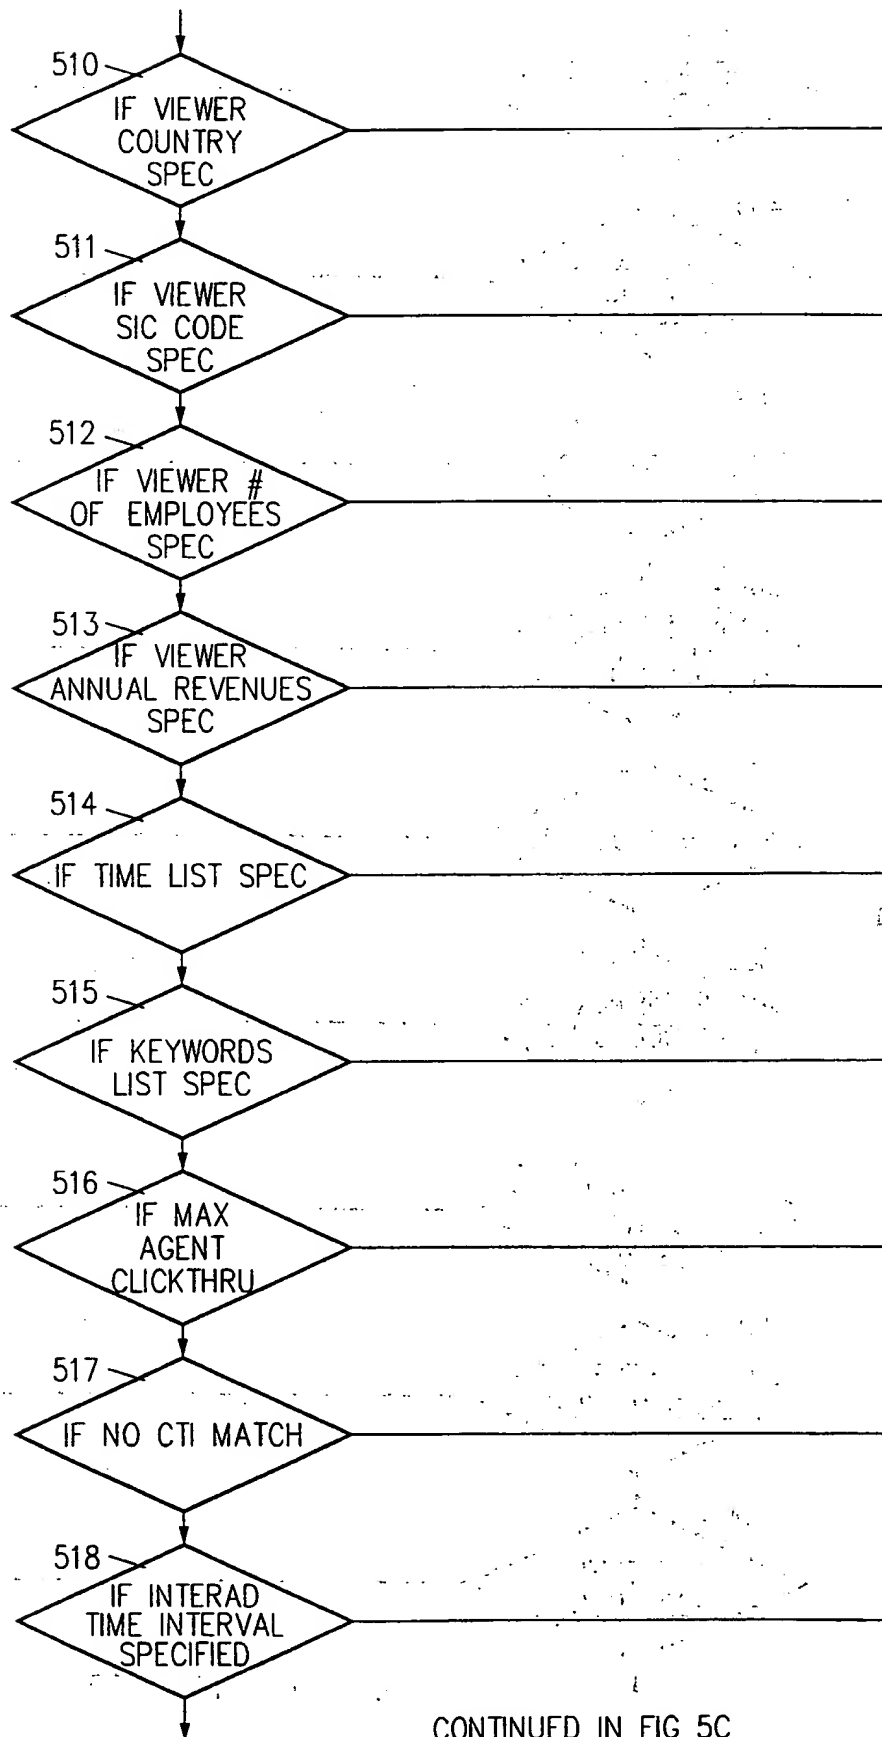 510
IF VIEWER
COUNTRY
SPEC
511
IF VIEWER
SIC CODE
SPEC
512
IF VIEWER #
OF EMPLOYEES
SPEC
513
IF VIEWER
ANNUAL REVENUES
SPEC
514
IF TIME LIST SPEC
515
IF KEYWORDS
LIST SPEC
516
IF MAX
AGENT
CLICKTHRU
517
IF NO CTI MATCH
518
IF INTERAD
TIME INTERVAL
SPECIFIED
CONTINUED IN FIG 5C